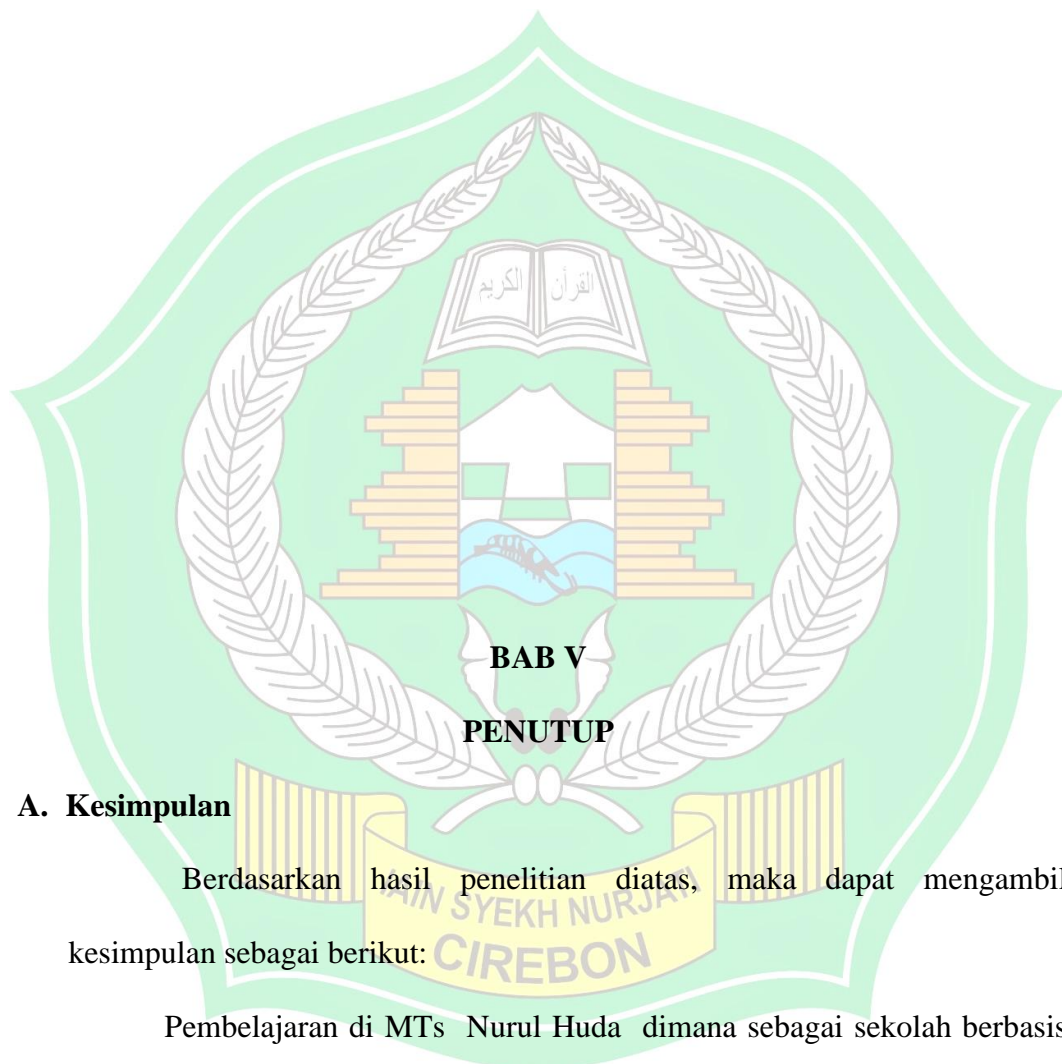 القرآن الكريم
BAB V
PENUTUP
A. Kesimpulan
Berdasarkan hasil penelitian diatas, maka dapat mengambil
IAIN SYEKH NURJATI
kesimpulan sebagai berikut:
CIREBON
Pembelajaran di MTs Nurul Huda dimana sebagai sekolah berbasis